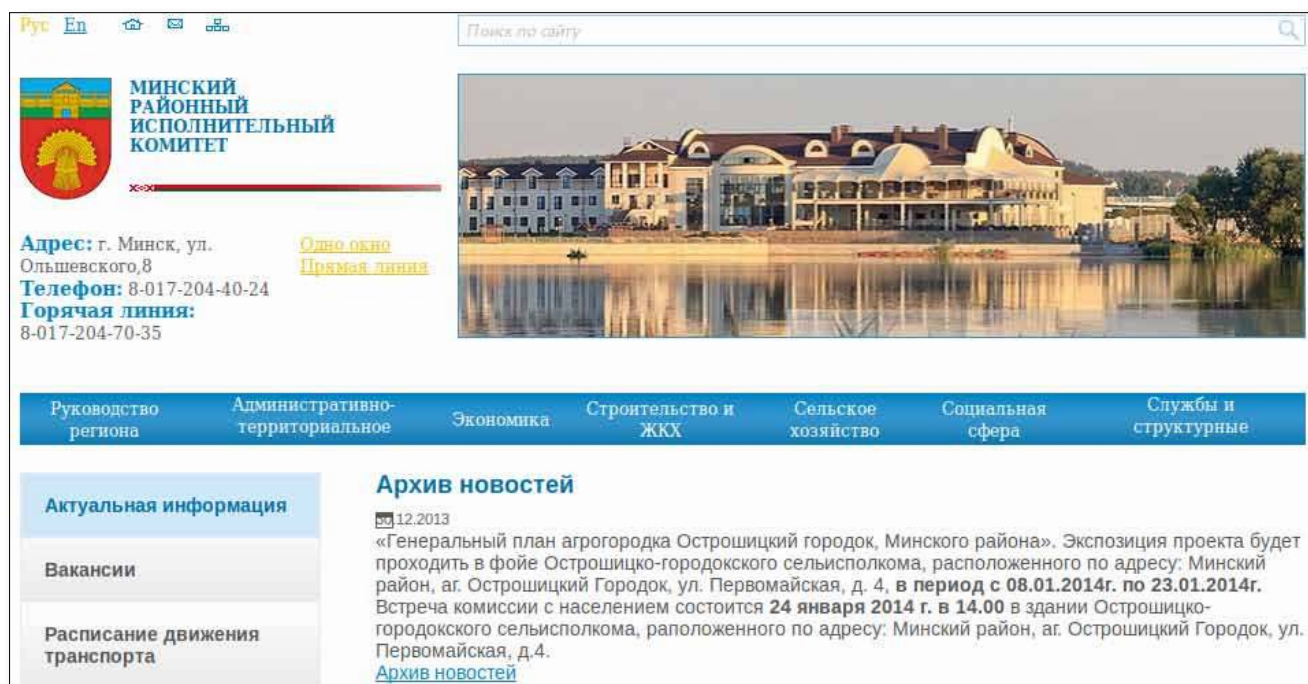 Рус En
Поиск по сайту
МИНСКИЙ
РАЙОННЫЙ
ИСПОЛНИТЕЛЬНЫЙ
КОМИТЕТ
Адрес: г. Минск, ул.
Ольшевского,8
Телефон: 8-017-204-40-24
Горячая линия:
8-017-204-70-35
Одно окно
Прямая линия
Руководство
региона
Административно-
территориальное
Экономика
Строительство и
ЖКХ
Сельское
хозяйство
Социальная
сфера
Службы и
структурные
Актуальная информация
Вакансии
Расписание движения
транспорта
Архив новостей
30.12.2013
«Генеральный план агрогородка Острошицкий городок, Минского района». Экспозиция проекта будет
проходить в фойе Острошицко-городокского сельисполкома, расположенного по адресу: Минский
район, аг. Острошицкий Городок, ул. Первомайская, д. 4, в период с 08.01.2014г. по 23.01.2014г.
Встреча комиссии с населением состоится 24 января 2014 г. в 14.00 в здании Острошицко-
городокского сельисполкома, раположенного по адресу: Минский район, аг. Острошицкий Городок, ул.
Первомайская, д.4.
Архив новостей